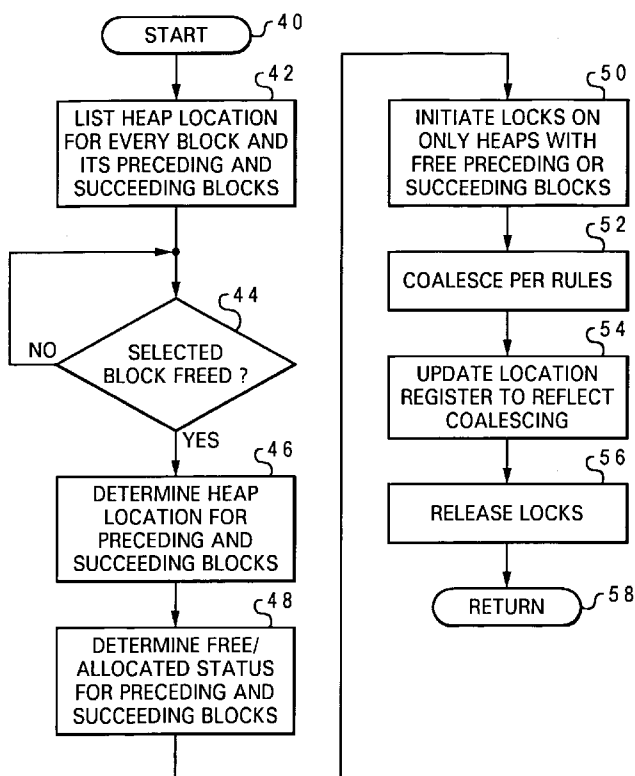 START
40
42
LIST HEAP LOCATION
FOR EVERY BLOCK AND
ITS PRECEDING AND
SUCCEEDING BLOCKS
44
NO
SELECTED
BLOCK FREED ?
YES
46
DETERMINE HEAP
LOCATION FOR
PRECEDING AND
SUCCEEDING BLOCKS
48
DETERMINE FREE/
ALLOCATED STATUS
FOR PRECEDING AND
SUCCEEDING BLOCKS
50
INITIATE LOCKS ON
ONLY HEAPS WITH
FREE PRECEDING OR
SUCCEEDING BLOCKS
52
COALESCE PER RULES
54
UPDATE LOCATION
REGISTER TO REFLECT
COALESCING
56
RELEASE LOCKS
RETURN
58